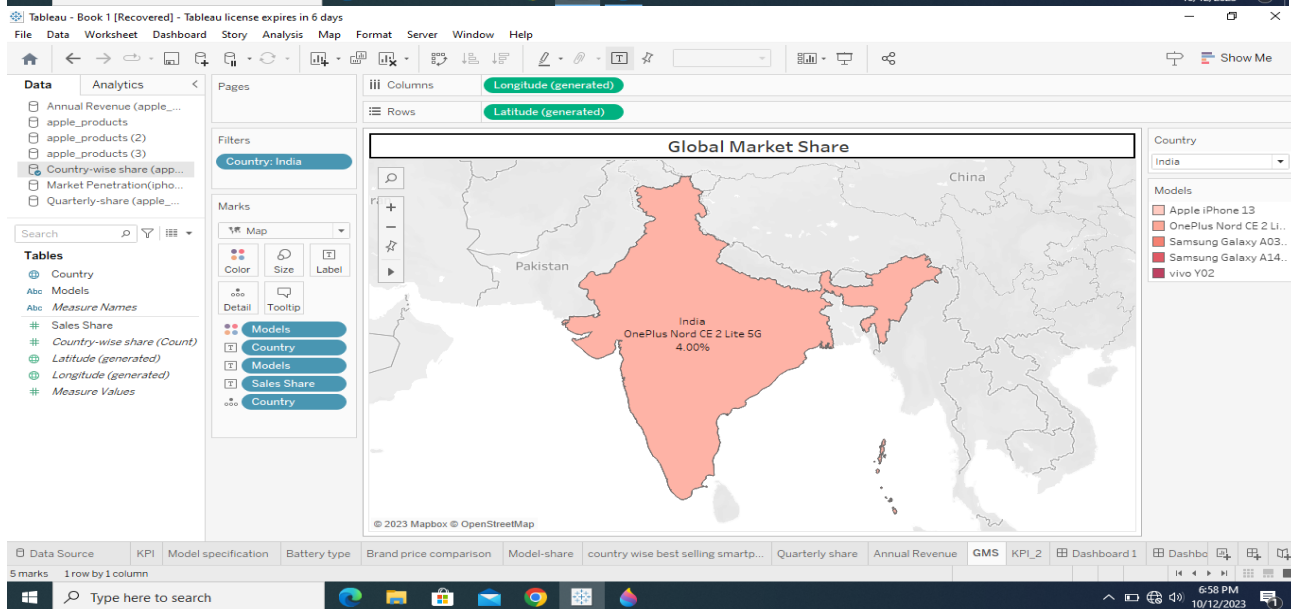 Tableau - Book 1 [Recovered] - Tableau license expires in 6 days
File Data Worksheet Dashboard Story Analysis Map Format Server Window Help
Show Me
Data Analytics
Annual Revenue (apple_...
apple_products
apple_products (2)
apple_products (3)
Country-wise share (app...
Market Penetration(ipho...
Quarterly-share (apple_...
Search
Tables
Country
Abc Models
Abc Measure Names
# Sales Share
# Country-wise share (Count)
Latitude (generated)
Longitude (generated)
# Measure Values
Pages
Filters
Country: India
Marks
Map
Color Size Label
Detail Tooltip
Models
Country
Models
Sales Share
Country
Columns Longitude (generated)
Rows Latitude (generated)
Global Market Share
China
Pakistan
India
OnePlus Nord CE 2 Lite 5G
4.00%
© 2023 Mapbox © OpenStreetMap
Country
India
Models
Apple iPhone 13
OnePlus Nord CE 2 Li..
Samsung Galaxy A03..
Samsung Galaxy A14..
vivo Y02
Data Source KPI Model specification Battery type Brand price comparison Model-share country wise best selling smartp... Quarterly share Annual Revenue GMS KPI_2 Dashboard 1 Dashbo
5 marks 1 row by 1 column
Type here to search
6:58 PM
10/12/2023